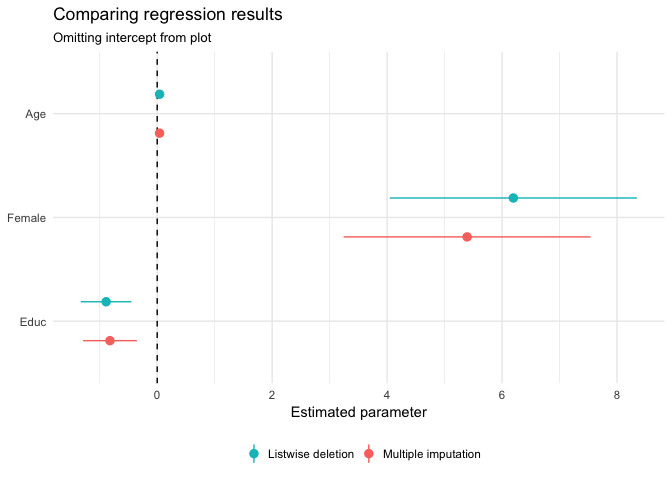 Comparing regression results
Omitting intercept from plot
Age
Female
Educ
0 2 4 6 8
Estimated parameter
Listwise deletion Multiple imputation